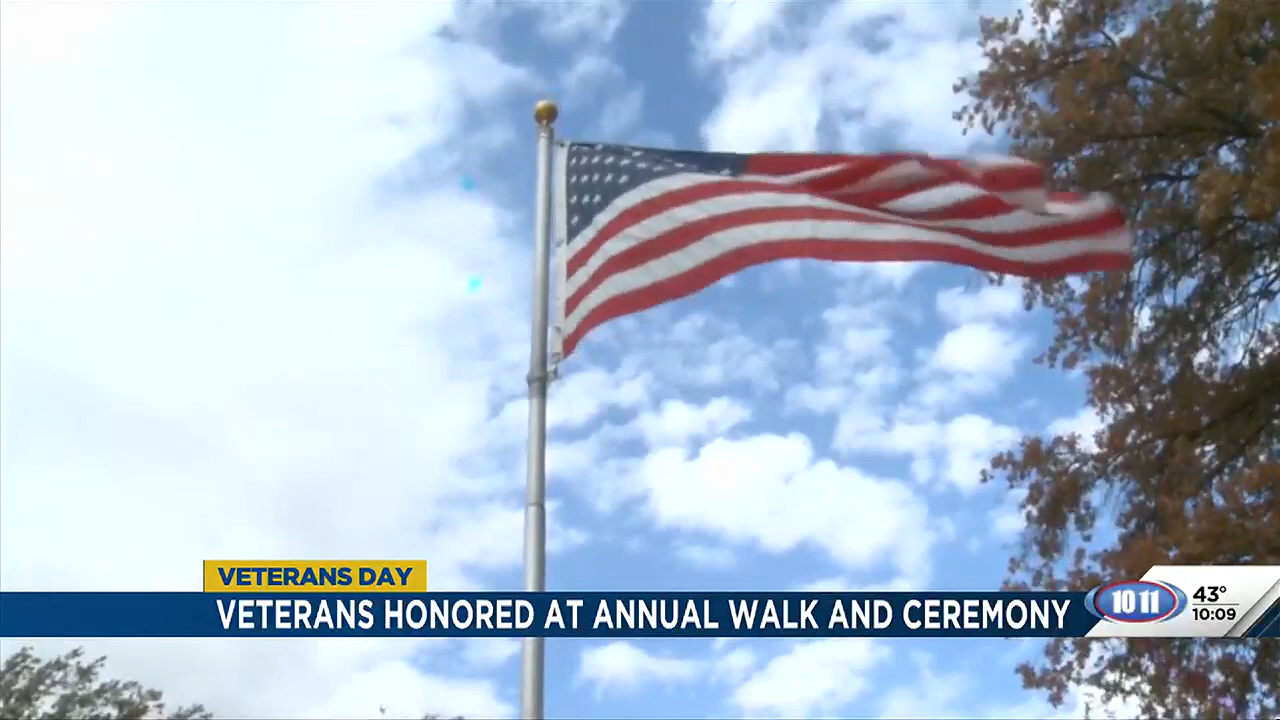 VETERANS DAY
VETERANS HONORED AT ANNUAL WALK AND CEREMONY
10 11
43°
10:09